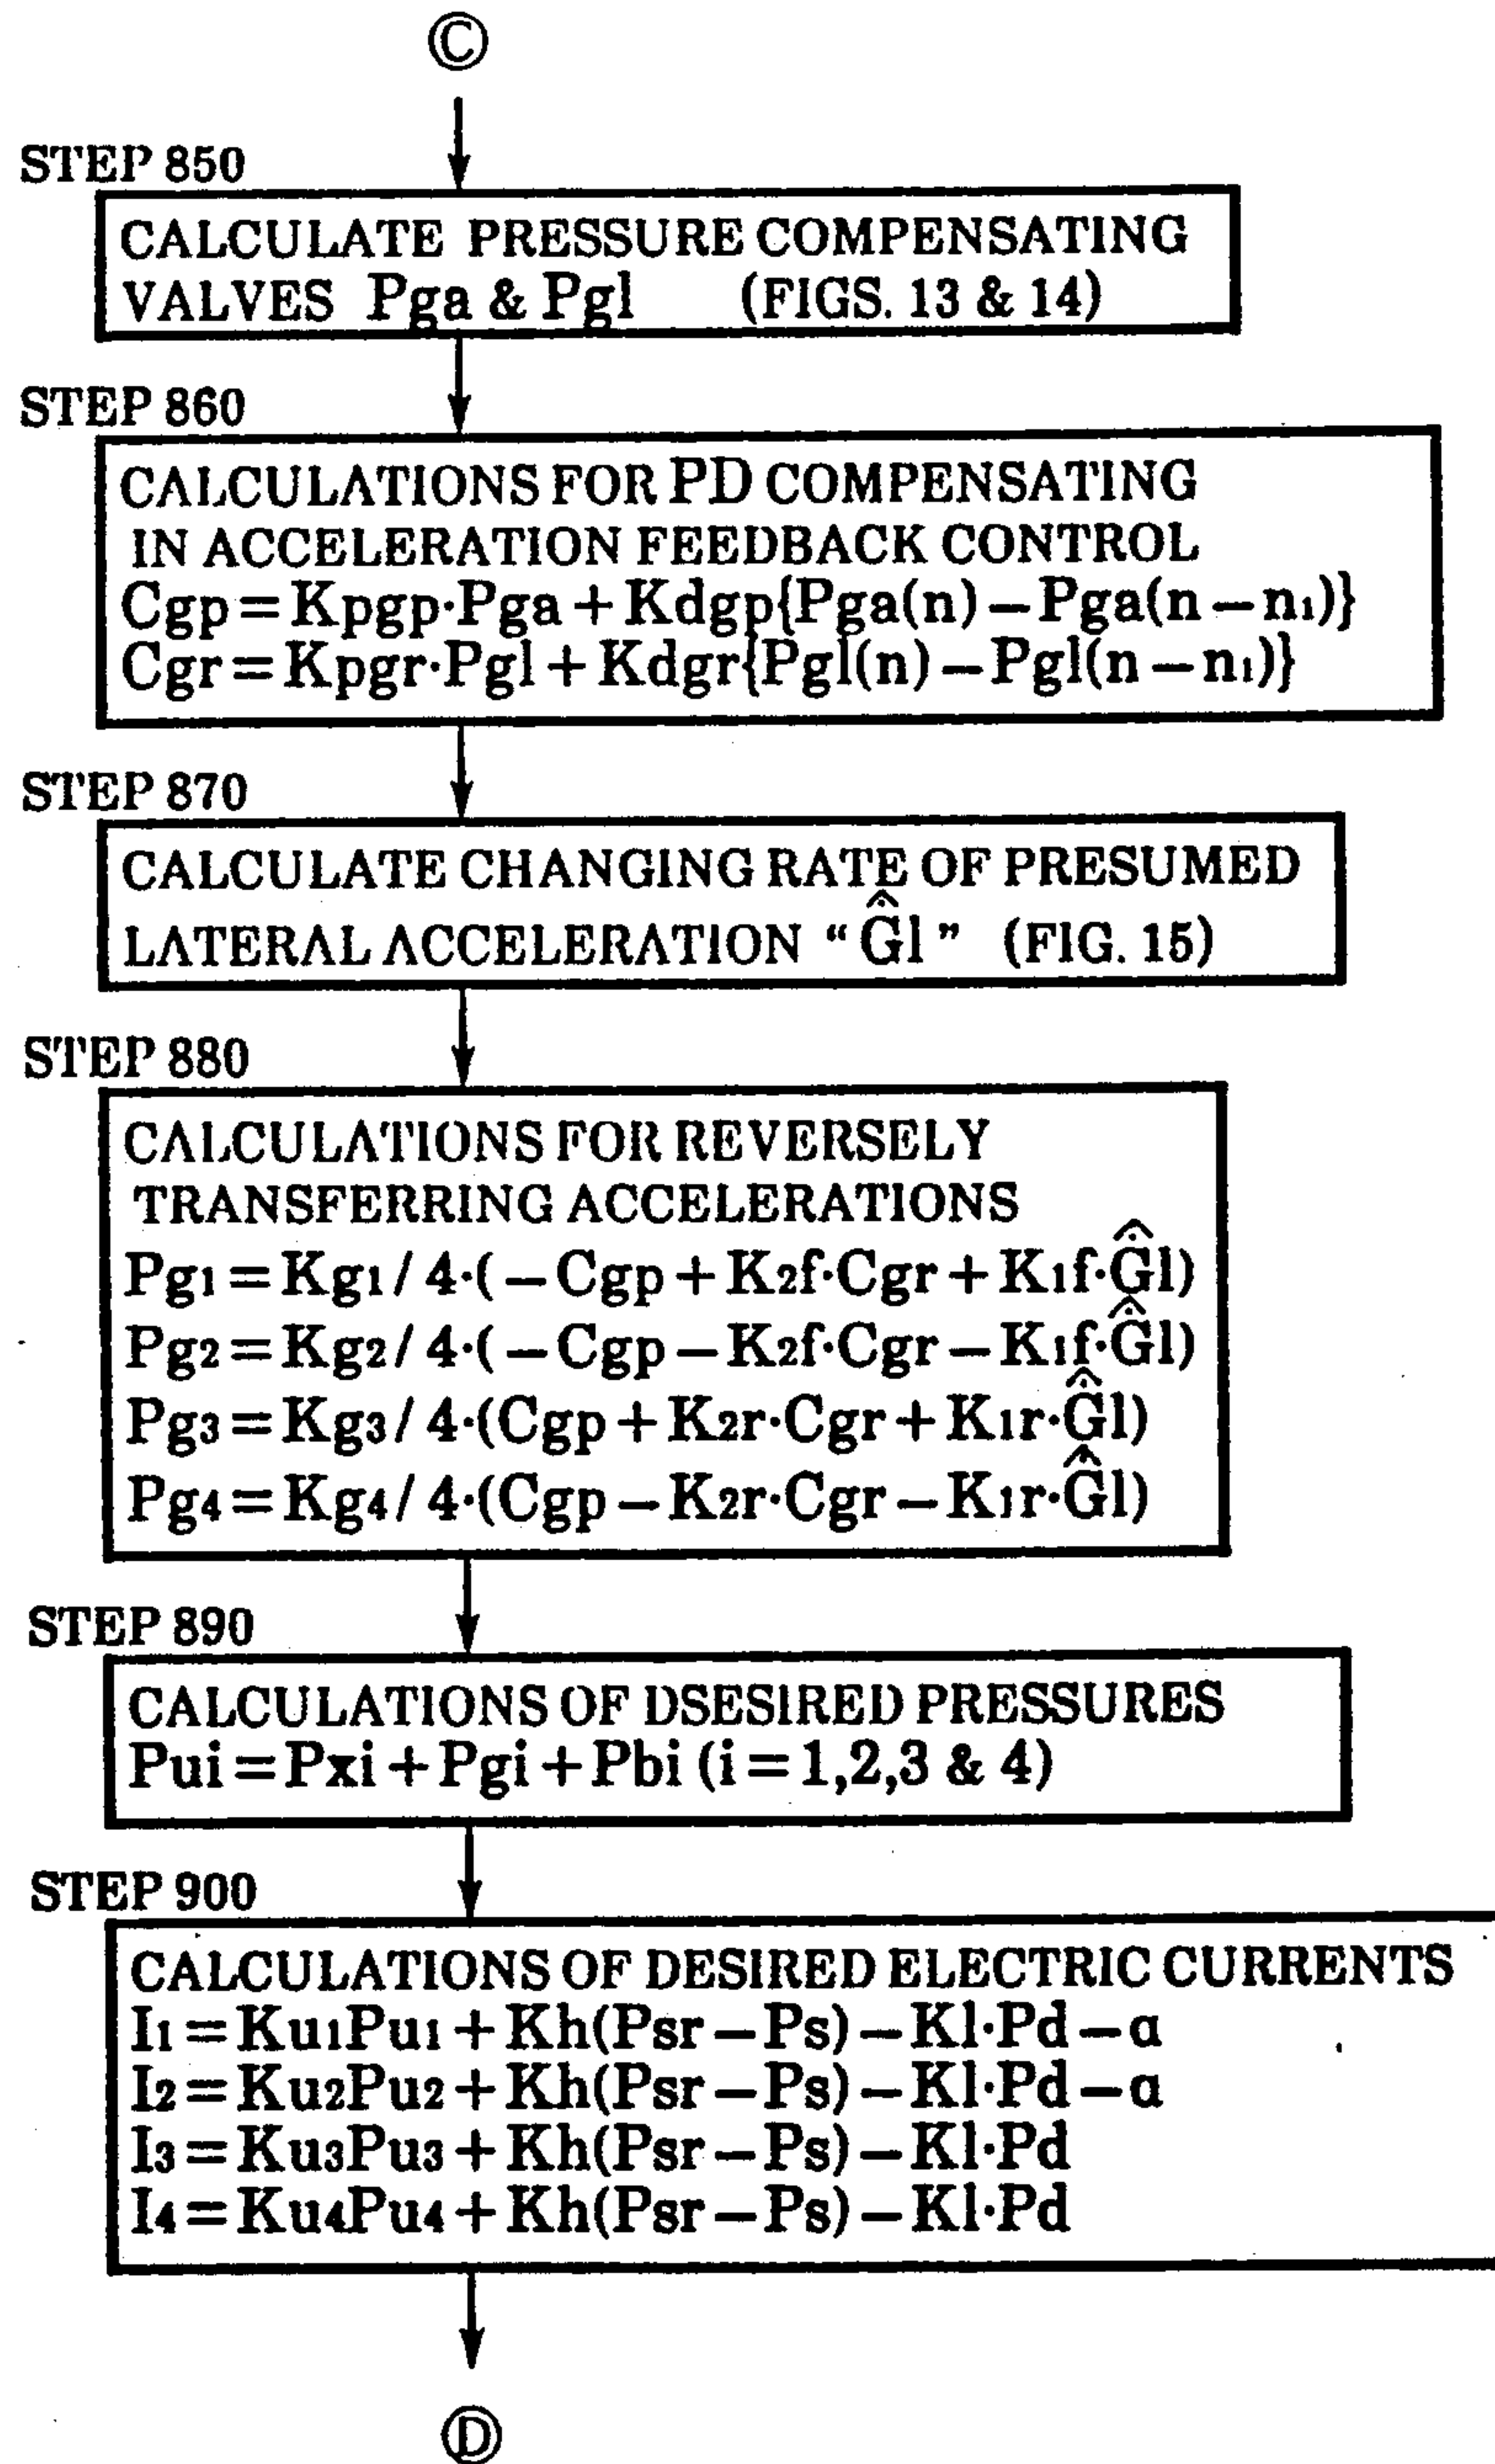 Ⓒ
STEP 850
CALCULATE PRESSURE COMPENSATING
VALVES Pga & Pgl (FIGS. 13 & 14)
STEP 860
CALCULATIONS FOR PD COMPENSATING
IN ACCELERATION FEEDBACK CONTROL
Cgp = Kpgp·Pga + Kdgp{Pga(n) – Pga(n – n₁)}
Cgr = Kpgr·Pgl + Kdgr{Pgl(n) – Pgl(n – n₁)}
STEP 870
CALCULATE CHANGING RATE OF PRESUMED
LATERAL ACCELERATION “Ġ̂l” (FIG. 15)
STEP 880
CALCULATIONS FOR REVERSELY
TRANSFERRING ACCELERATIONS
Pg₁ = Kg₁ / 4·( – Cgp + K₂f·Cgr + K₁f·Ġ̂l)
Pg₂ = Kg₂ / 4·( – Cgp – K₂f·Cgr – K₁f·Ġ̂l)
Pg₃ = Kg₃ / 4·(Cgp + K₂r·Cgr + K₁r·Ġ̂l)
Pg₄ = Kg₄ / 4·(Cgp – K₂r·Cgr – K₁r·Ġ̂l)
STEP 890
CALCULATIONS OF DSESIRED PRESSURES
Pui = Pxi + Pgi + Pbi (i = 1,2,3 & 4)
STEP 900
CALCULATIONS OF DESIRED ELECTRIC CURRENTS
I₁ = Ku₁Pu₁ + Kh(Psr – Ps) – Kl·Pd – α
I₂ = Ku₂Pu₂ + Kh(Psr – Ps) – Kl·Pd – α
I₃ = Ku₃Pu₃ + Kh(Psr – Ps) – Kl·Pd
I₄ = Ku₄Pu₄ + Kh(Psr – Ps) – Kl·Pd
Ⓓ